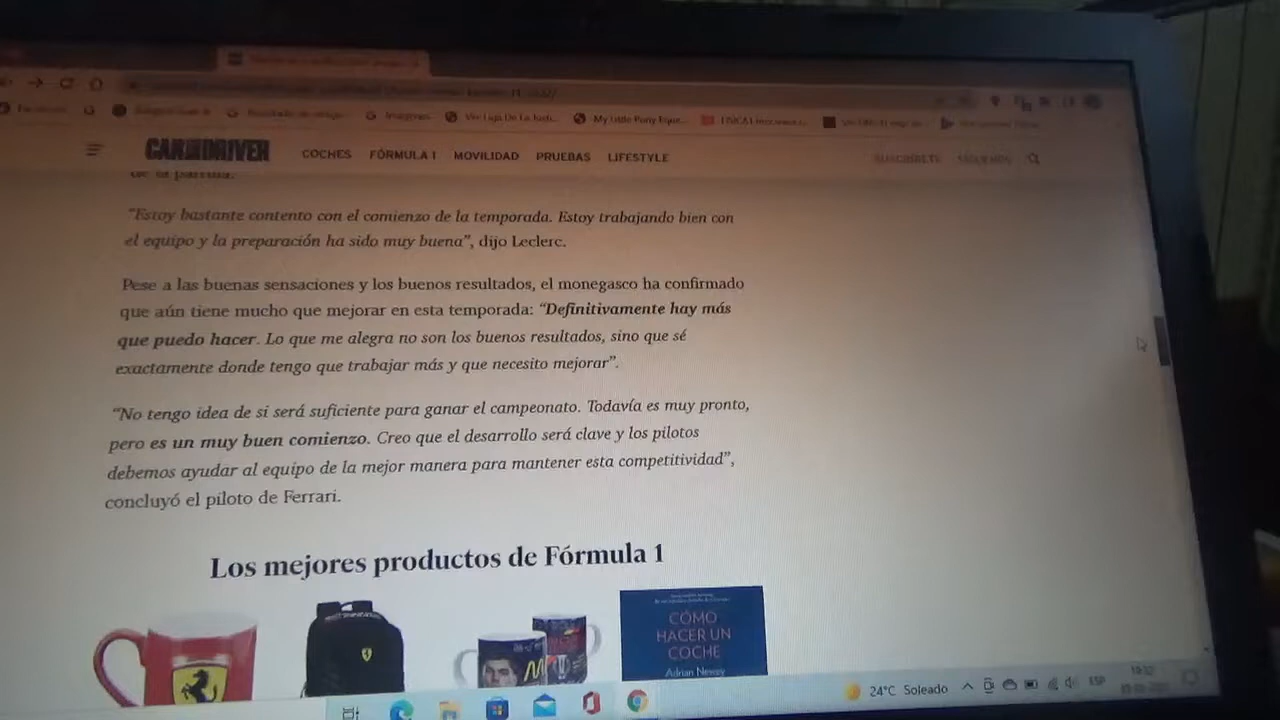 CAR AND DRIVER
COCHES FÓRMULA 1 MOVILIDAD PRUEBAS LIFESTYLE SUSCRÍBETE
de la parrilla.
"Estoy bastante contento con el comienzo de la temporada. Estoy trabajando bien con
el equipo y la preparación ha sido muy buena", dijo Leclerc.
Pese a las buenas sensaciones y los buenos resultados, el monegasco ha confirmado
que aún tiene mucho que mejorar en esta temporada: "Definitivamente hay más
que puedo hacer. Lo que me alegra no son los buenos resultados, sino que sé
exactamente donde tengo que trabajar más y que necesito mejorar".
"No tengo idea de si será suficiente para ganar el campeonato. Todavía es muy pronto,
pero es un muy buen comienzo. Creo que el desarrollo será clave y los pilotos
debemos ayudar al equipo de la mejor manera para mantener esta competitividad",
concluyó el piloto de Ferrari.
Los mejores productos de Fórmula 1
CÓMO
HACER UN
COCHE
Adrian Newey
24°C Soleado
ESP
19:32